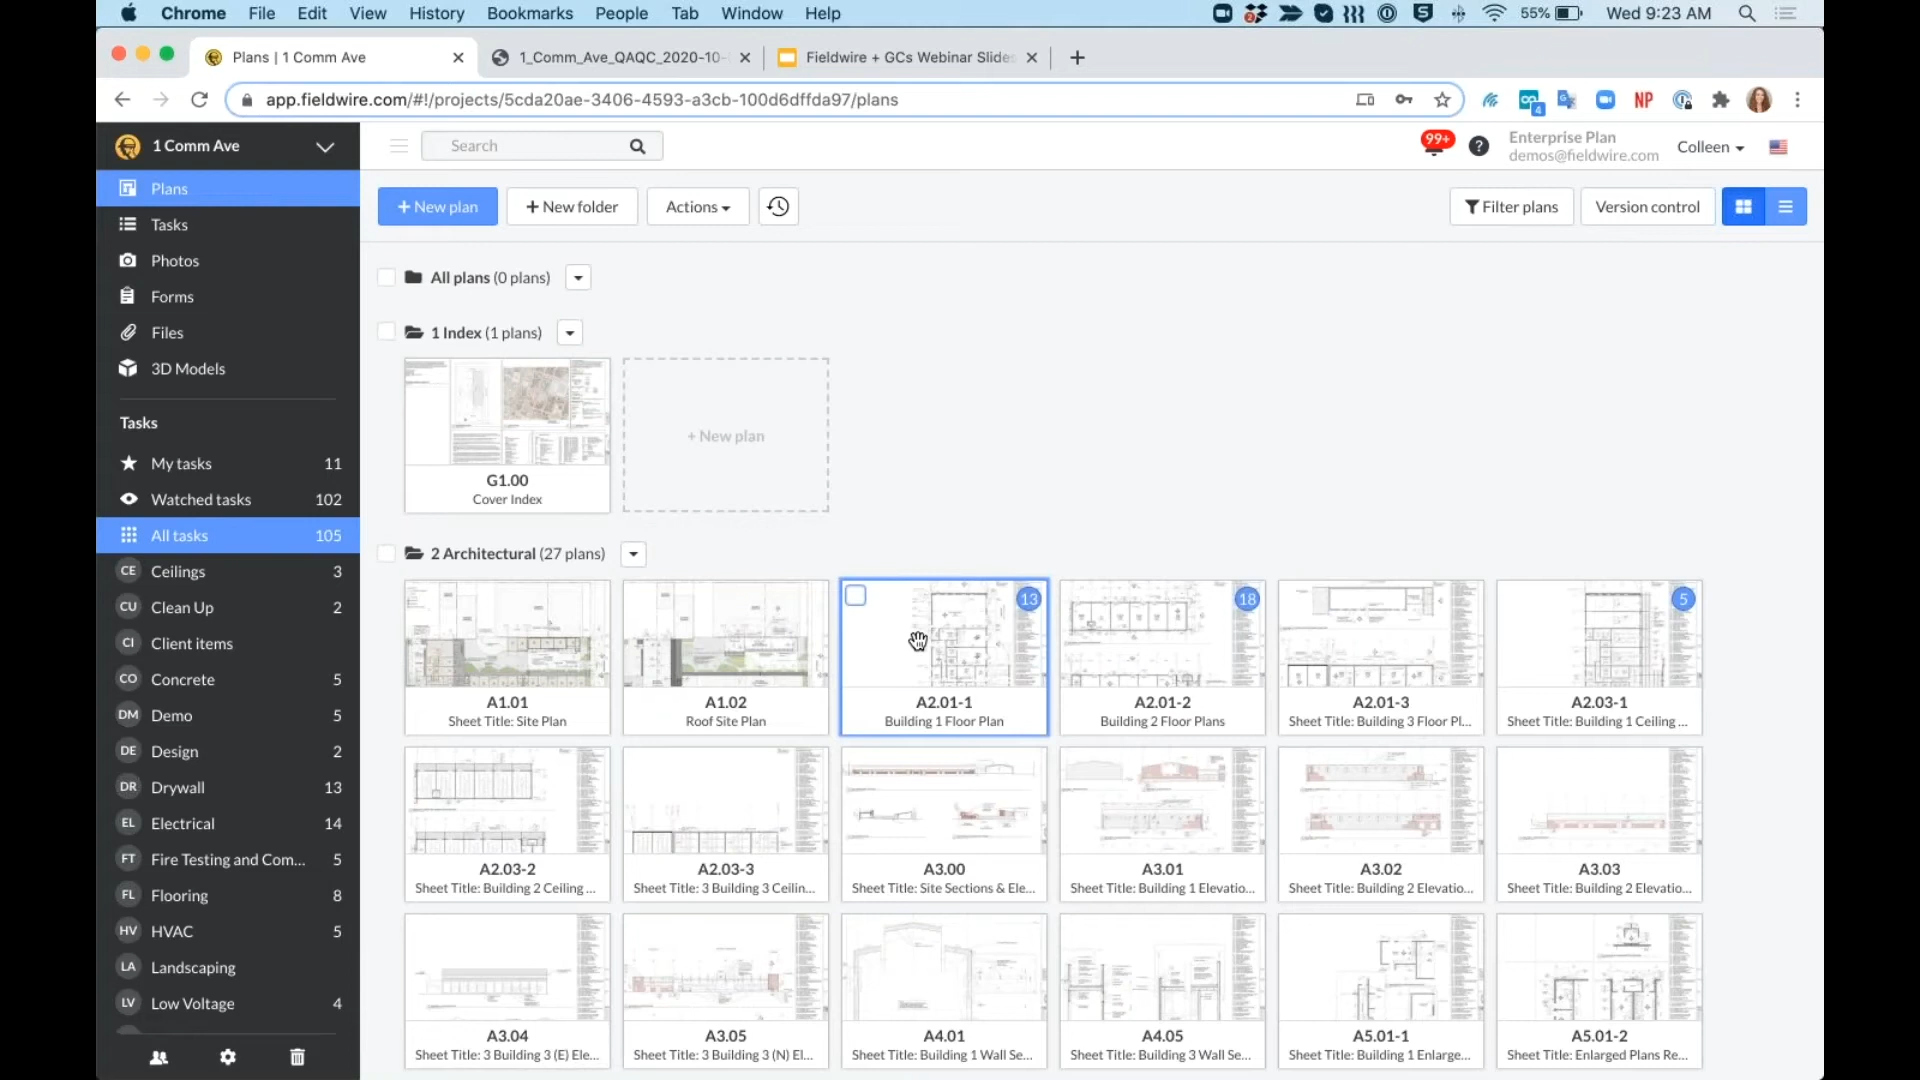 Chrome File Edit View History Bookmarks People Tab Window Help 55% Wed 9:23 AM
Plans | 1 Comm Ave
1_Comm_Ave_QAQC_2020-10-
Fieldwire + GCs Webinar Slides
app.fieldwire.com/#!/projects/5cda20ae-3406-4593-a3cb-100d6dffda97/plans
4
NP
1 Comm Ave
Search
99+
Enterprise Plan
demos@fieldwire.com
Colleen
Plans
Tasks
Photos
Forms
Files
3D Models
Tasks
My tasks 11
Watched tasks 102
All tasks 105
CE Ceilings 3
CU Clean Up 2
CI Client items
CO Concrete 5
DM Demo 5
DE Design 2
DR Drywall 13
EL Electrical 14
FT Fire Testing and Com... 5
FL Flooring 8
HV HVAC 5
LA Landscaping
LV Low Voltage 4
+ New plan
+ New folder
Actions
Filter plans
Version control
All plans (0 plans)
1 Index (1 plans)
G1.00
Cover Index
+ New plan
2 Architectural (27 plans)
13
18
5
A1.01
Sheet Title: Site Plan
A1.02
Roof Site Plan
A2.01-1
Building 1 Floor Plan
A2.01-2
Building 2 Floor Plans
A2.01-3
Sheet Title: Building 3 Floor Pl...
A2.03-1
Sheet Title: Building 1 Ceiling ...
A2.03-2
Sheet Title: Building 2 Ceiling ...
A2.03-3
Sheet Title: 3 Building 3 Ceilin...
A3.00
Sheet Title: Site Sections & Ele...
A3.01
Sheet Title: Building 1 Elevatio...
A3.02
Sheet Title: Building 2 Elevatio...
A3.03
Sheet Title: Building 2 Elevatio...
A3.04
Sheet Title: 3 Building 3 (E) Ele...
A3.05
Sheet Title: 3 Building 3 (N) El...
A4.01
Sheet Title: Building 1 Wall Se...
A4.05
Sheet Title: Building 3 Wall Se...
A5.01-1
Sheet Title: Building 1 Enlarge...
A5.01-2
Sheet Title: Enlarged Plans Re...